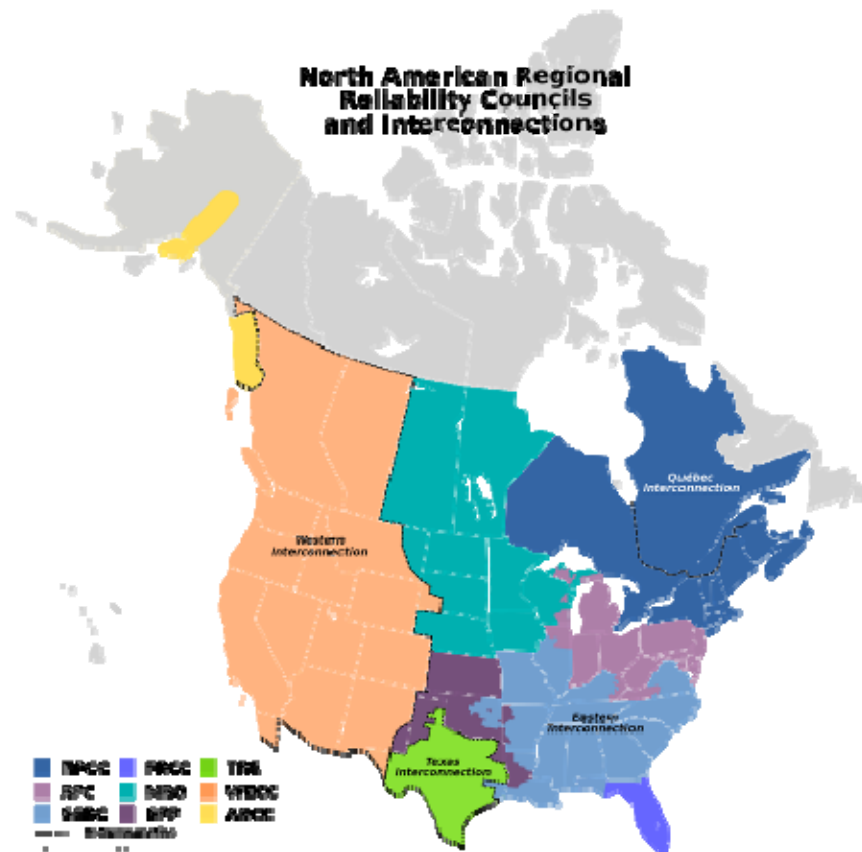 North American Regional
Reliability Councils
and Interconnections
Québec
Interconnection
Western
Interconnection
Eastern
Interconnection
Texas
Interconnection
NPCC
FRCC
TRE
RFC
MRO
WECC
SERC
SPP
ASCC